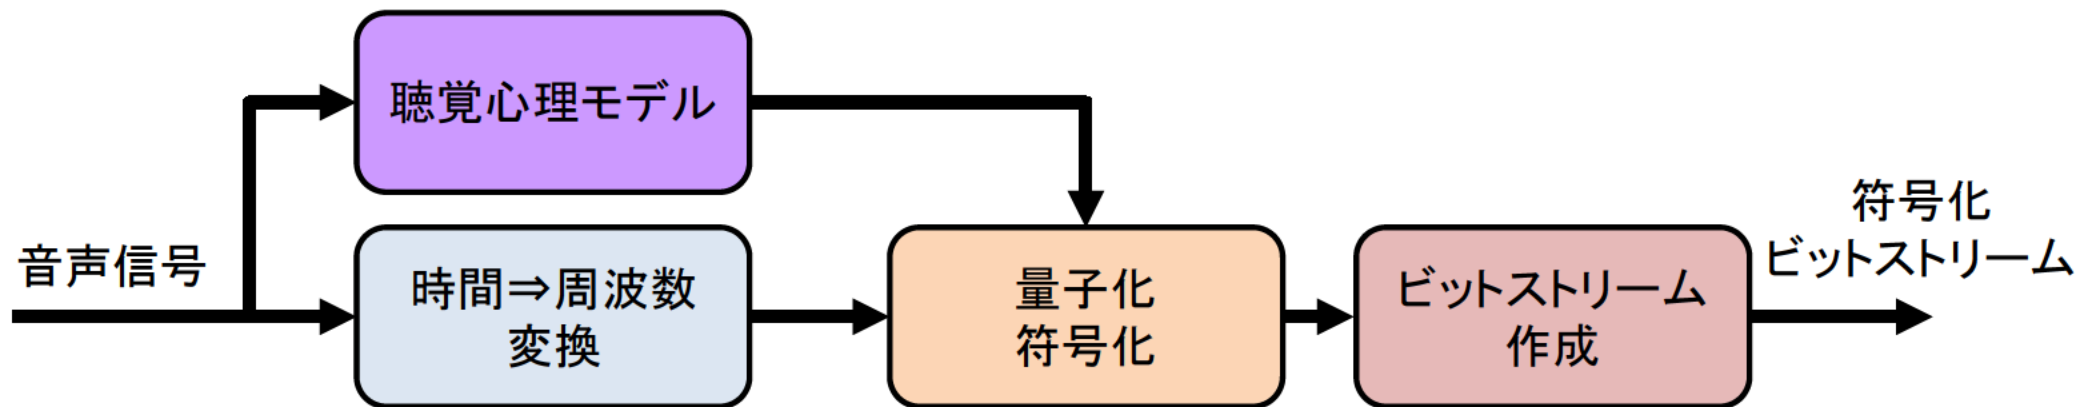 聴覚心理モデル
音声信号
時間⇒周波数
変換
量子化
符号化
ビットストリーム
作成
符号化
ビットストリーム